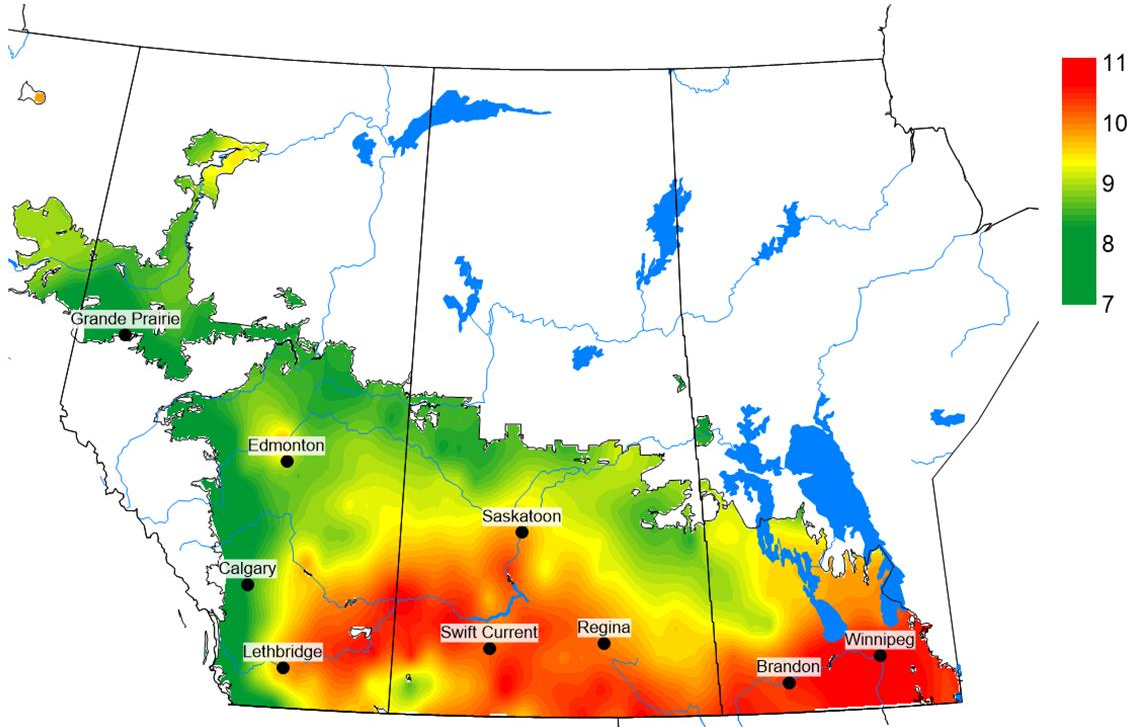 11
10
9
8
7
Grande Prairie
Edmonton
Saskatoon
Calgary
Swift Current
Regina
Winnipeg
Lethbridge
Brandon